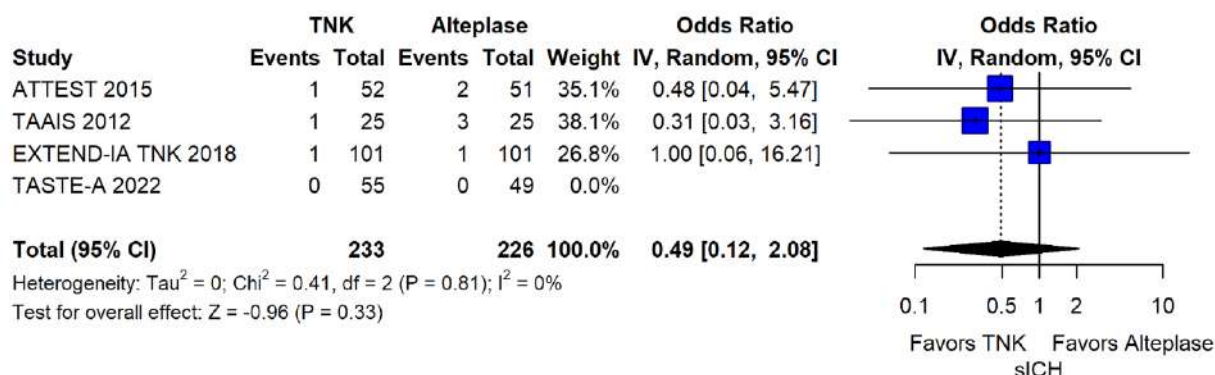 TNK Alteplase Odds Ratio Odds Ratio
Study Events Total Events Total Weight IV, Random, 95% CI IV, Random, 95% CI
ATTEST 2015 1 52 2 51 35.1% 0.48 [0.04, 5.47]
TAAIS 2012 1 25 3 25 38.1% 0.31 [0.03, 3.16]
EXTEND-IA TNK 2018 1 101 1 101 26.8% 1.00 [0.06, 16.21]
TASTE-A 2022 0 55 0 49 0.0%
Total (95% CI) 233 226 100.0% 0.49 [0.12, 2.08]
Heterogeneity: Tau² = 0; Chi² = 0.41, df = 2 (P = 0.81); I² = 0%
Test for overall effect: Z = -0.96 (P = 0.33)
0.1 0.5 1 2 10
Favors TNK Favors Alteplase
sICH